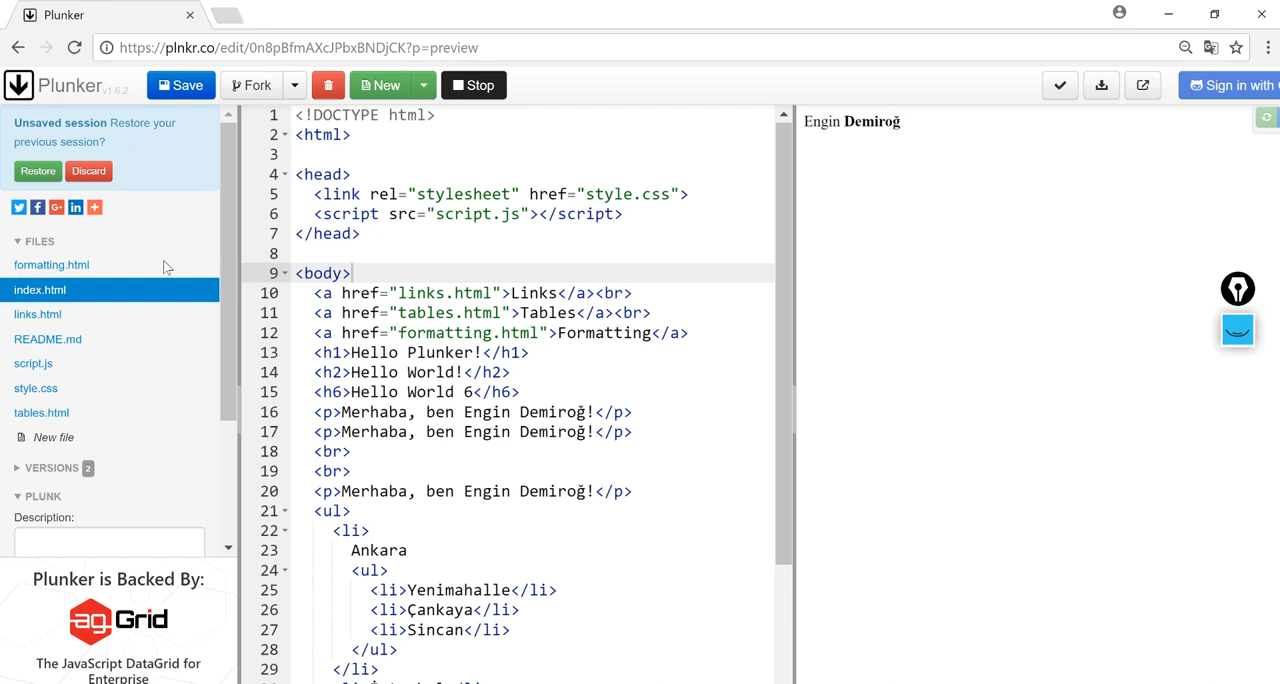 Plunker
https://plnkr.co/edit/0n8pBfmAXcJPbxBNDjCK?p=preview
Plunker v1.6.2
Save
Fork
New
Stop
Sign in with
Unsaved session Restore your
previous session?
Restore
Discard
FILES
formatting.html
index.html
links.html
README.md
script.js
style.css
tables.html
New file
VERSIONS 2
PLUNK
Description:
Plunker is Backed By:
ag Grid
The JavaScript DataGrid for
Enterprise
1 <!DOCTYPE html>
2 <html>
3
4 <head>
5 <link rel="stylesheet" href="style.css">
6 <script src="script.js"></script>
7 </head>
8
9 <body>
10 <a href="links.html">Links</a><br>
11 <a href="tables.html">Tables</a><br>
12 <a href="formatting.html">Formatting</a>
13 <h1>Hello Plunker!</h1>
14 <h2>Hello World!</h2>
15 <h6>Hello World 6</h6>
16 <p>Merhaba, ben Engin Demiroğ!</p>
17 <p>Merhaba, ben Engin Demiroğ!</p>
18 <br>
19 <br>
20 <p>Merhaba, ben Engin Demiroğ!</p>
21 <ul>
22 <li>
23 Ankara
24 <ul>
25 <li>Yenimahalle</li>
26 <li>Çankaya</li>
27 <li>Sincan</li>
28 </ul>
29 </li>
Engin Demiroğ